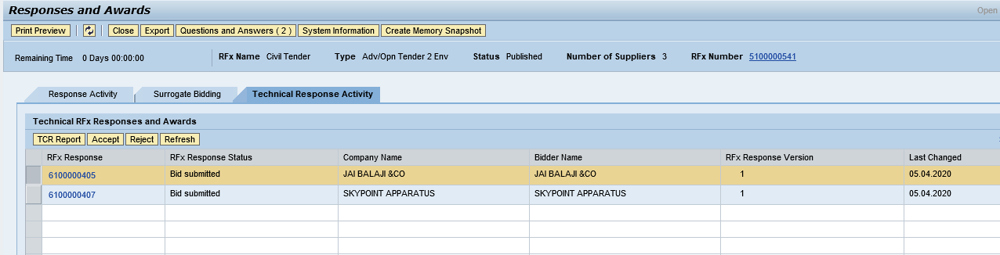 Responses and Awards Open
Print Preview Close Export Questions and Answers ( 2 ) System Information Create Memory Snapshot
Remaining Time 0 Days 00:00:00 RFx Name Civil Tender Type Adv/Opn Tender 2 Env Status Published Number of Suppliers 3 RFx Number 5100000541
Response Activity Surrogate Bidding Technical Response Activity
Technical RFx Responses and Awards
TCR Report Accept Reject Refresh
RFx Response RFx Response Status Company Name Bidder Name RFx Response Version Last Changed
6100000405 Bid submitted JAI BALAJI &CO JAI BALAJI &CO 1 05.04.2020
6100000407 Bid submitted SKYPOINT APPARATUS SKYPOINT APPARATUS 1 05.04.2020